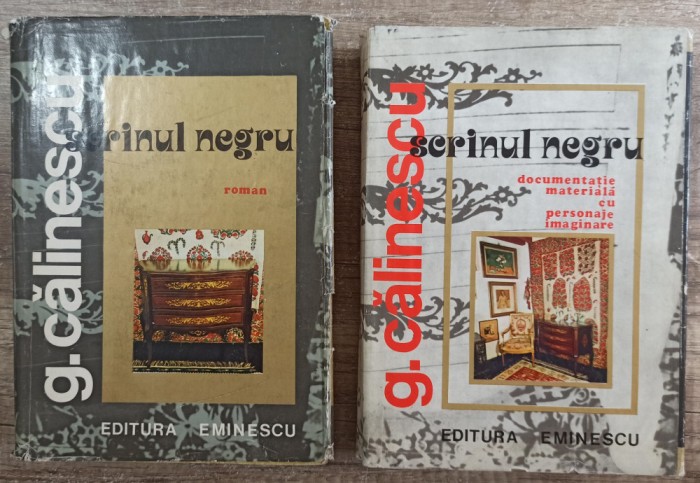 g.călinescu
scrinul negru
roman
EDITURA EMINESCU
g.călinescu
scrinul negru
documentație
materială
cu
personaje
imaginare
EDITURA EMINESCU